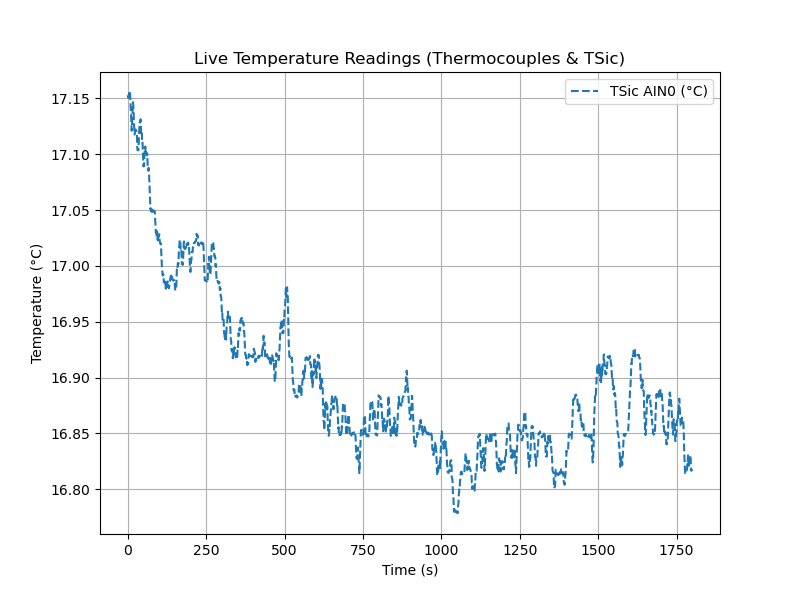 Live Temperature Readings (Thermocouples & TSic)
TSic AIN0 (°C)
Temperature (°C)
17.15
17.10
17.05
17.00
16.95
16.90
16.85
16.80
0 250 500 750 1000 1250 1500 1750
Time (s)